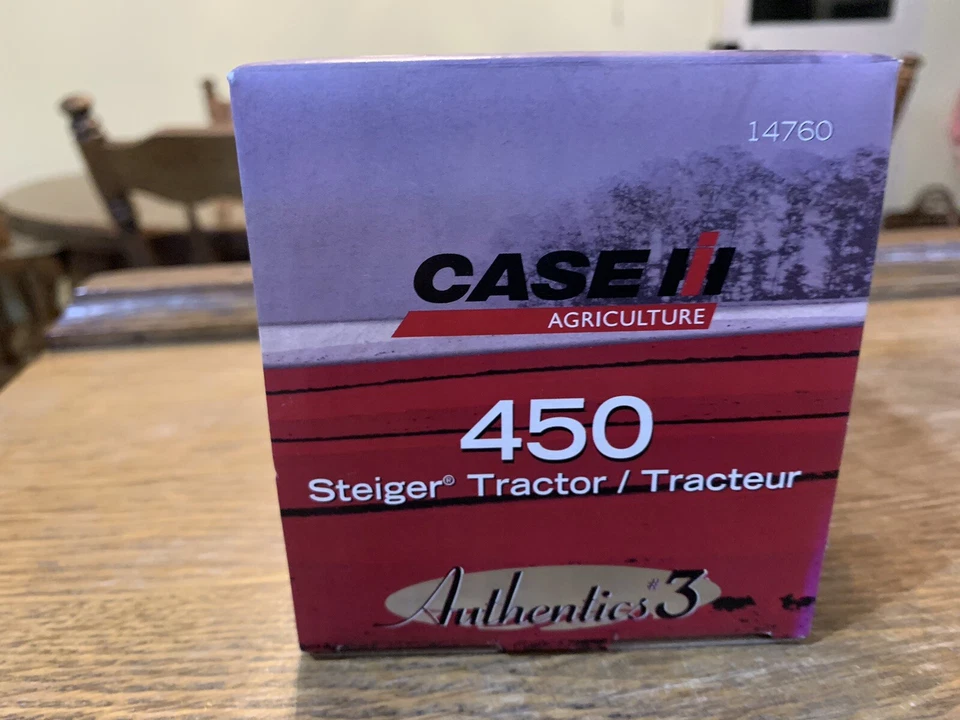 14760
CASE IH
AGRICULTURE
450
Steiger® Tractor / Tracteur
Authentics #3